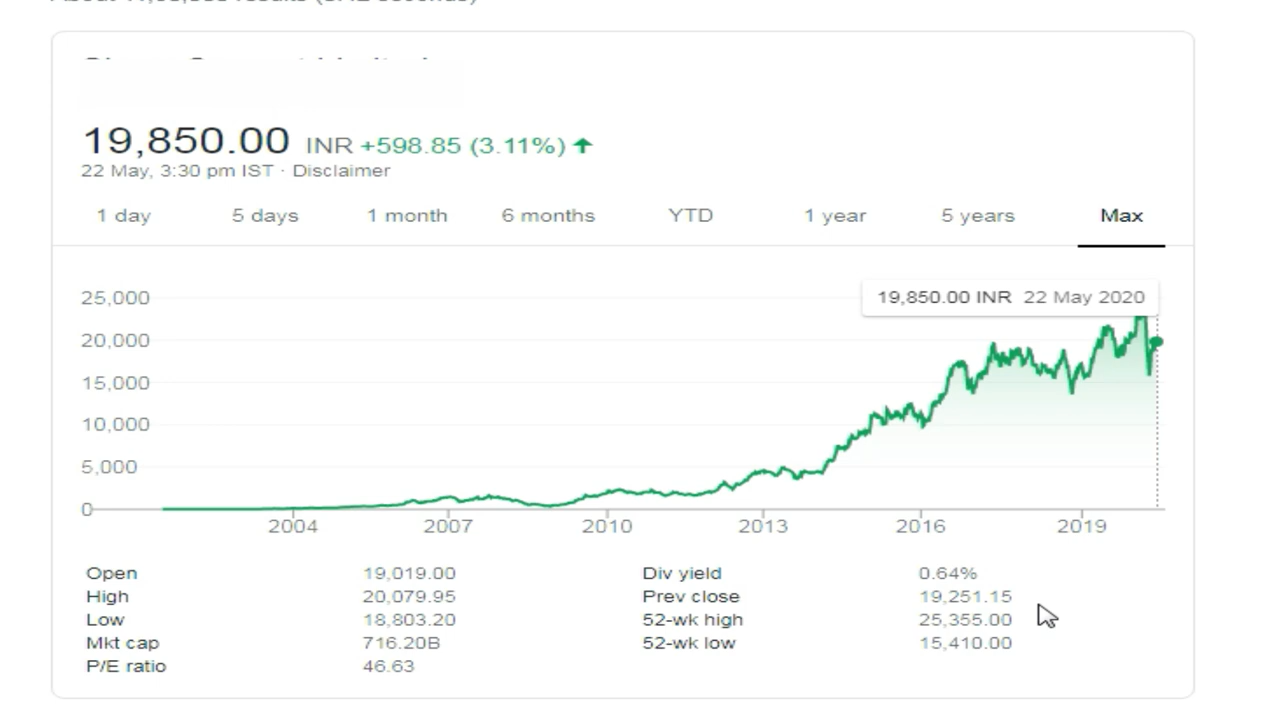 19,850.00 INR +598.85 (3.11%) ↑
22 May, 3:30 pm IST · Disclaimer
1 day 5 days 1 month 6 months YTD 1 year 5 years Max
19,850.00 INR 22 May 2020
25,000
20,000
15,000
10,000
5,000
0
2004 2007 2010 2013 2016 2019
Open 19,019.00 Div yield 0.64%
High 20,079.95 Prev close 19,251.15
Low 18,803.20 52-wk high 25,355.00
Mkt cap 716.20B 52-wk low 15,410.00
P/E ratio 46.63